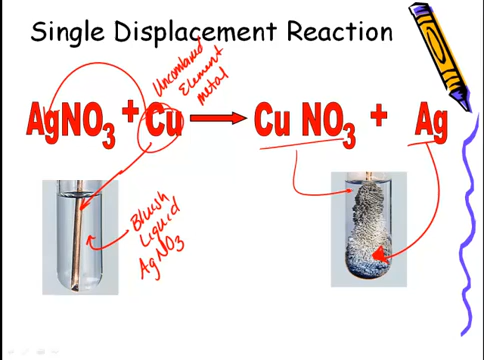 Single Displacement Reaction
Uncombined
Element
metal
AgNO3 + Cu → Cu NO3 + Ag
Bluish
Liquid
AgNO3